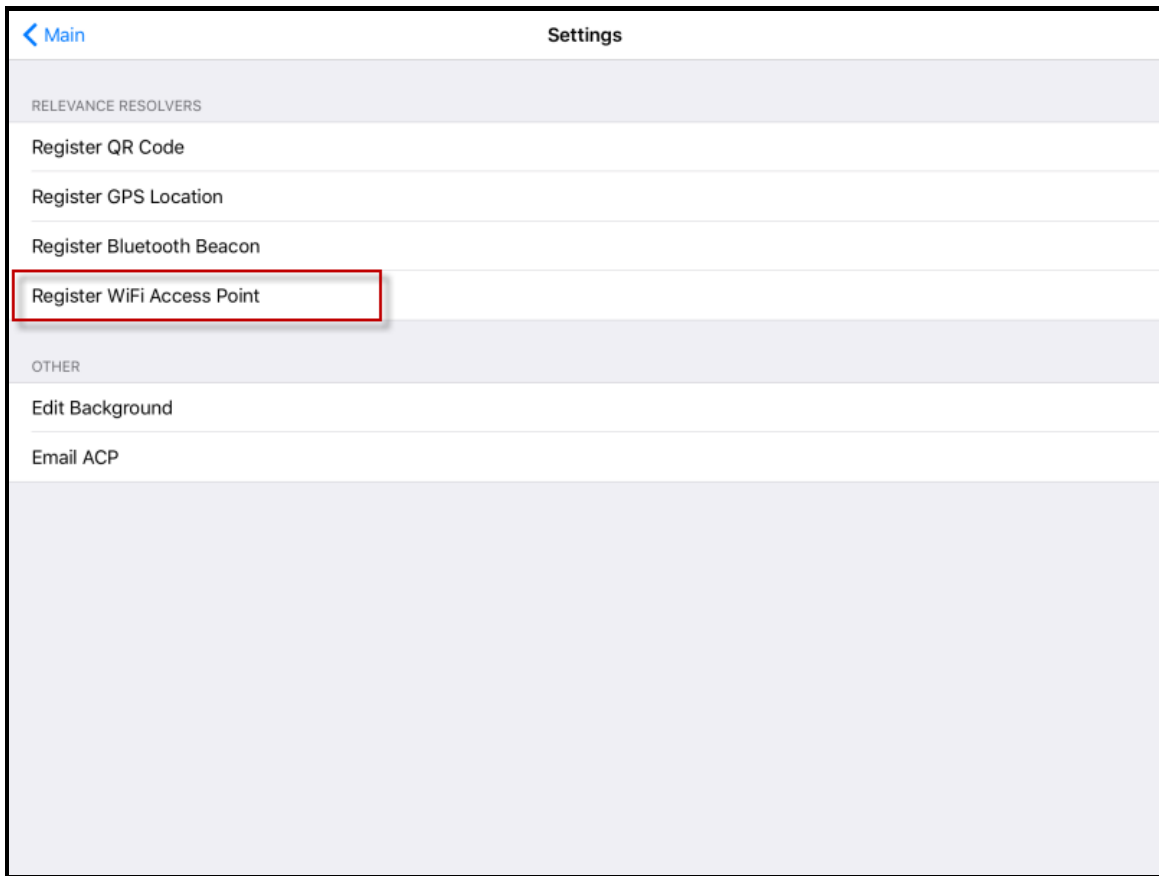 Main
Settings
RELEVANCE RESOLVERS
Register QR Code
Register GPS Location
Register Bluetooth Beacon
Register WiFi Access Point
OTHER
Edit Background
Email ACP